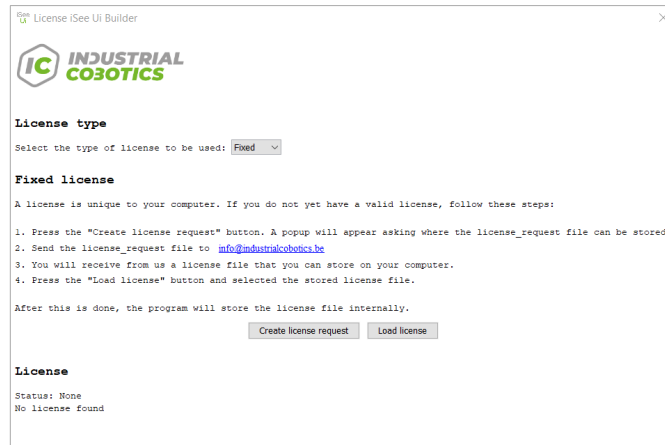 iSee
Ui
License iSee Ui Builder
IC INDUSTRIAL
COBOTICS
License type
Select the type of license to be used: Fixed
Fixed license
A license is unique to your computer. If you do not yet have a valid license, follow these steps:
1. Press the "Create license request" button. A popup will appear asking where the license_request file can be stored
2. Send the license_request file to info@industrialcobotics.be
3. You will receive from us a license file that you can store on your computer.
4. Press the "Load license" button and selected the stored license file.
After this is done, the program will store the license file internally.
Create license request Load license
License
Status: None
No license found